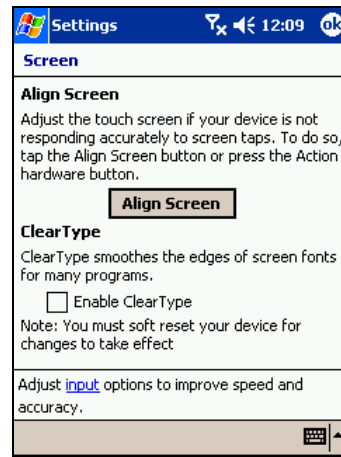 Settings 12:09 ok
Screen
Align Screen
Adjust the touch screen if your device is not
responding accurately to screen taps. To do so,
tap the Align Screen button or press the Action
hardware button.
Align Screen
ClearType
ClearType smoothes the edges of screen fonts
for many programs.
Enable ClearType
Note: You must soft reset your device for
changes to take effect
Adjust input options to improve speed and
accuracy.